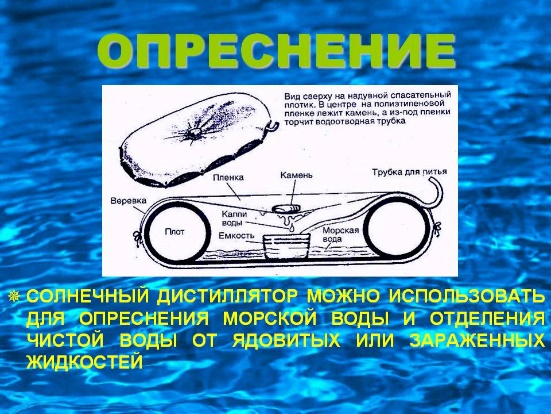 ОПРЕСНЕНИЕ
Вид сверху на надувной спасательный
плотик. В центре на полиэтипеновой
пленке лежит камень, а из-под пленки
торчит водоотводная трубка
Пленка
Камень
Трубка для питья
Веревка
Капли
воды
Плот
Емкость
Морская
вода
СОЛНЕЧНЫЙ ДИСТИЛЛЯТОР МОЖНО ИСПОЛЬЗОВАТЬ
ДЛЯ ОПРЕСНЕНИЯ МОРСКОЙ ВОДЫ И ОТДЕЛЕНИЯ
ЧИСТОЙ ВОДЫ ОТ ЯДОВИТЫХ ИЛИ ЗАРАЖЕННЫХ
ЖИДКОСТЕЙ